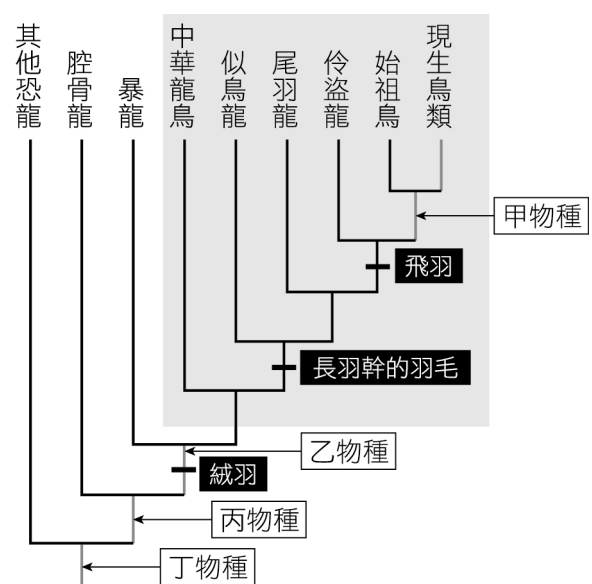 其他恐龍
腔骨龍
暴龍
中華龍鳥
似鳥龍
尾羽龍
伶盜龍
始祖鳥
現生鳥類
甲物種
飛羽
長羽幹的羽毛
乙物種
絨羽
丙物種
丁物種